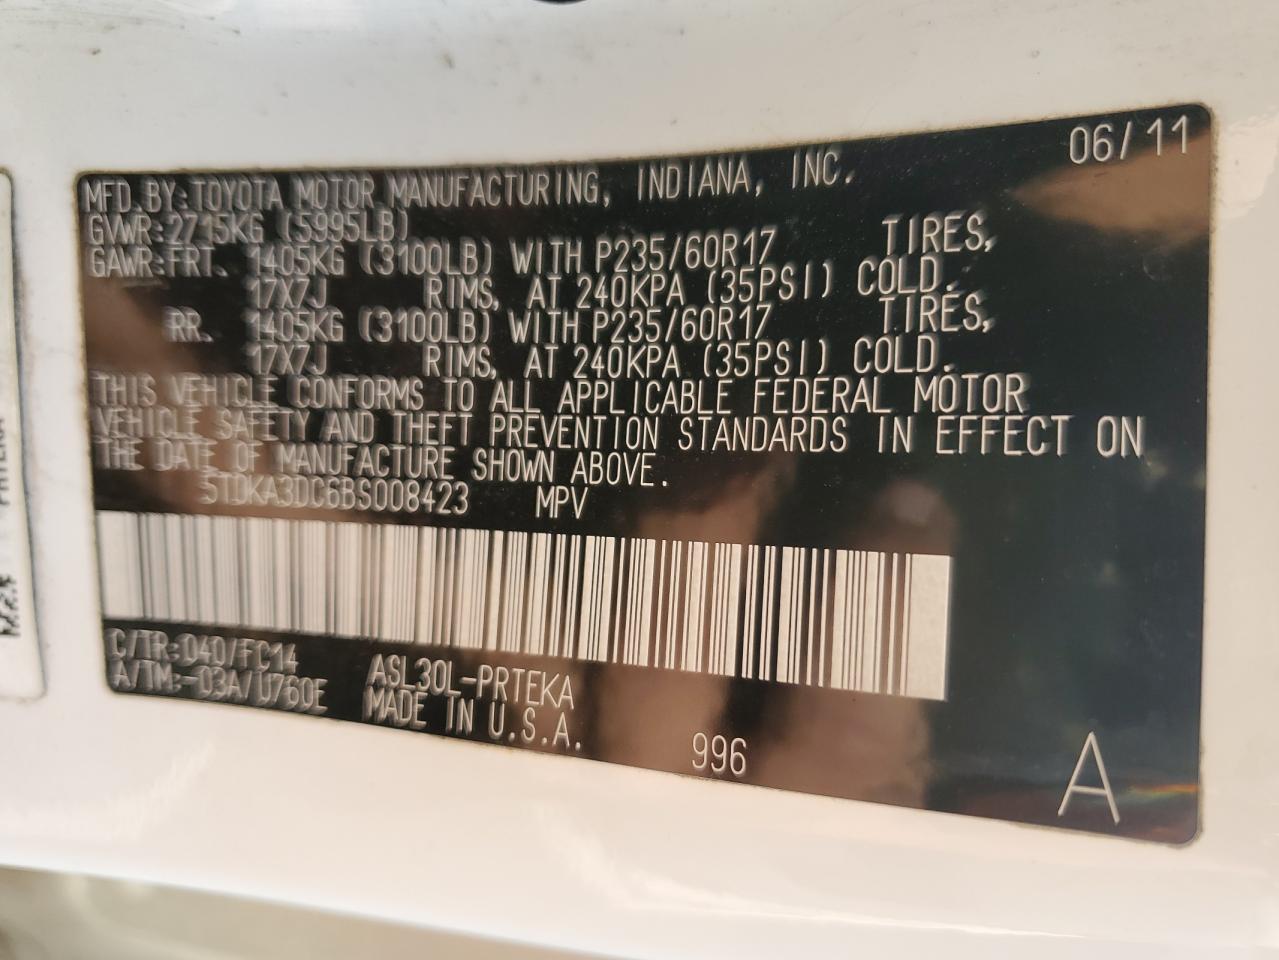 06/11
MFD.BY:TOYOTA MOTOR MANUFACTURING, INDIANA, INC.
GVWR:2715KG (5995LB)
GAWR:FRT. 1405KG (3100LB) WITH P235/60R17 TIRES,
17X7J RIMS, AT 240KPA (35PSI) COLD.
RR. 1405KG (3100LB) WITH P235/60R17 TIRES,
17X7J RIMS, AT 240KPA (35PSI) COLD.
THIS VEHICLE CONFORMS TO ALL APPLICABLE FEDERAL MOTOR
VEHICLE SAFETY AND THEFT PREVENTION STANDARDS IN EFFECT ON
THE DATE OF MANUFACTURE SHOWN ABOVE.
5TDKA3DC6BS008423 MPV
C/TR:040/FC14 ASL30L-PRTEKA
A/TM:-03A/U760E MADE IN U.S.A.
996
A